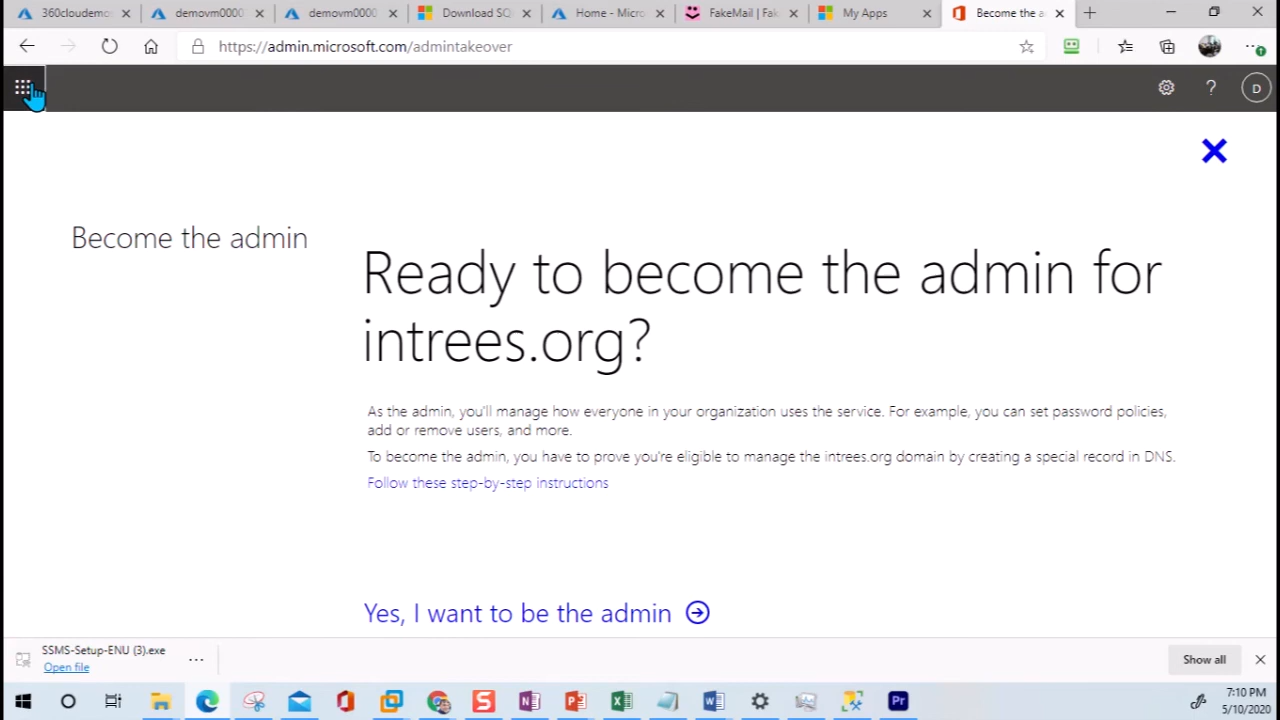 360cloudemo
demovm0000
demovm0000
Download SQ
Home - Micro
FakeMail | Fak
My Apps
Become the a
https://admin.microsoft.com/admintakeover
?
D
Become the admin
Ready to become the admin for
intrees.org?
As the admin, you'll manage how everyone in your organization uses the service. For example, you can set password policies,
add or remove users, and more.
To become the admin, you have to prove you're eligible to manage the intrees.org domain by creating a special record in DNS.
Follow these step-by-step instructions
Yes, I want to be the admin
SSMS-Setup-ENU (3).exe
Open file
...
Show all
7:10 PM
5/10/2020